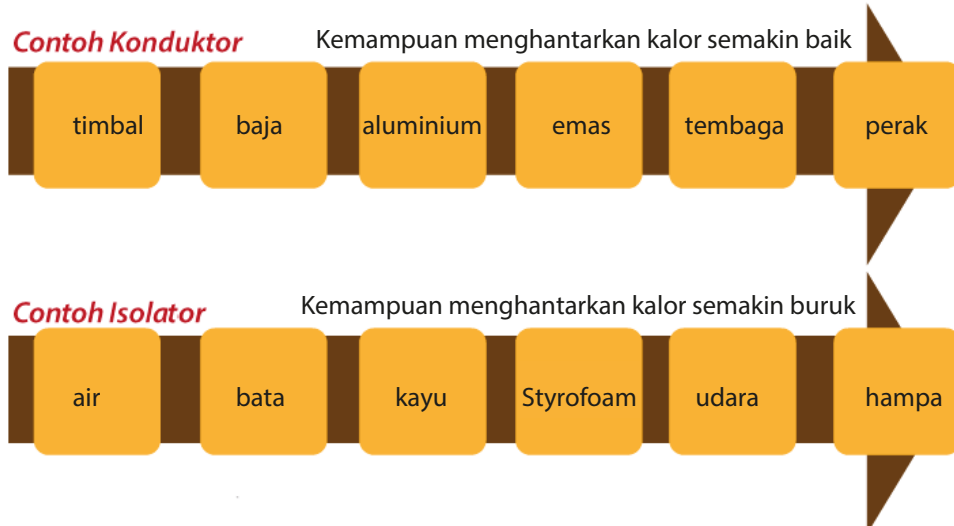 Contoh Konduktor
Kemampuan menghantarkan kalor semakin baik
timbal
baja
aluminium
emas
tembaga
perak
Contoh Isolator
Kemampuan menghantarkan kalor semakin buruk
air
bata
kayu
Styrofoam
udara
hampa